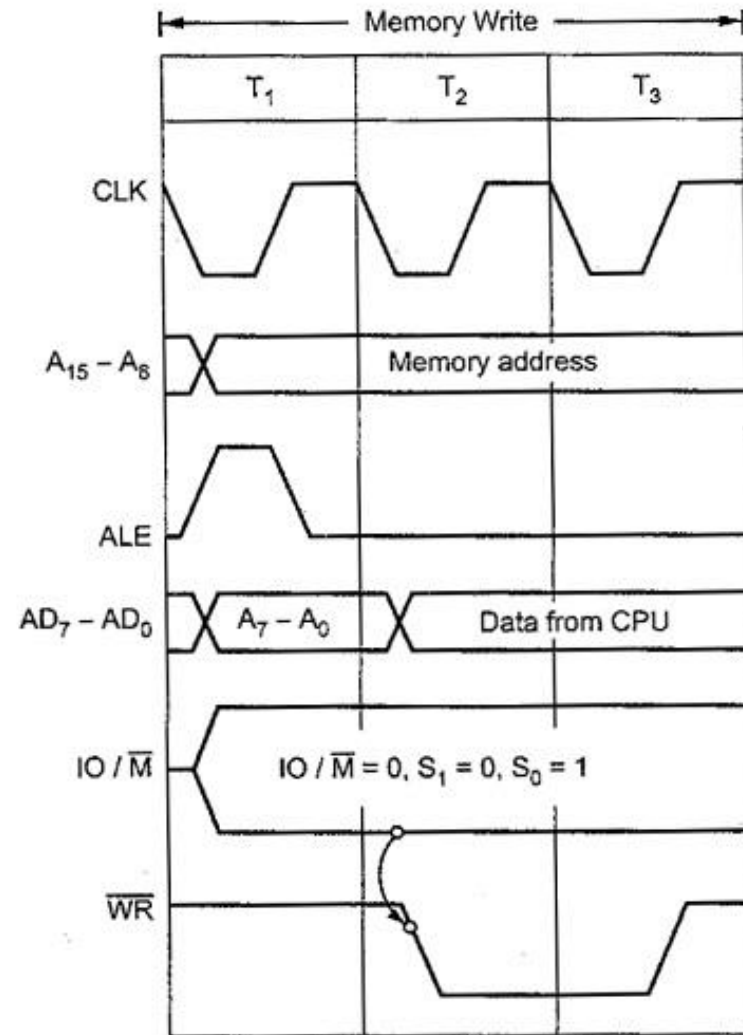 Memory Write
T₁ T₂ T₃
CLK
A₁₅ – A₈ Memory address
ALE
AD₇ – AD₀ A₇ – A₀ Data from CPU
IO / M̅ IO / M̅ = 0, S₁ = 0, S₀ = 1
W̅R̅